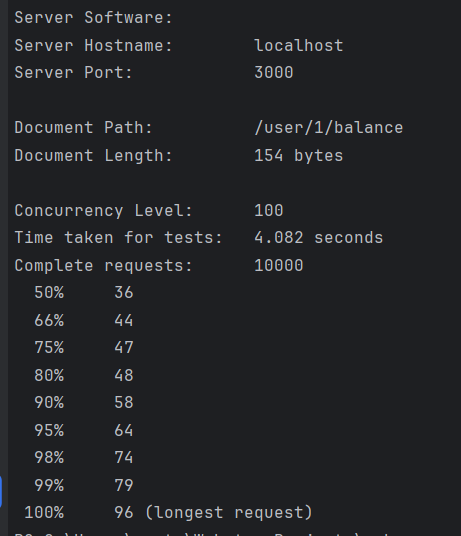 Server Software:
Server Hostname: localhost
Server Port: 3000
Document Path: /user/1/balance
Document Length: 154 bytes
Concurrency Level: 100
Time taken for tests: 4.082 seconds
Complete requests: 10000
50% 36
66% 44
75% 47
80% 48
90% 58
95% 64
98% 74
99% 79
100% 96 (longest request)